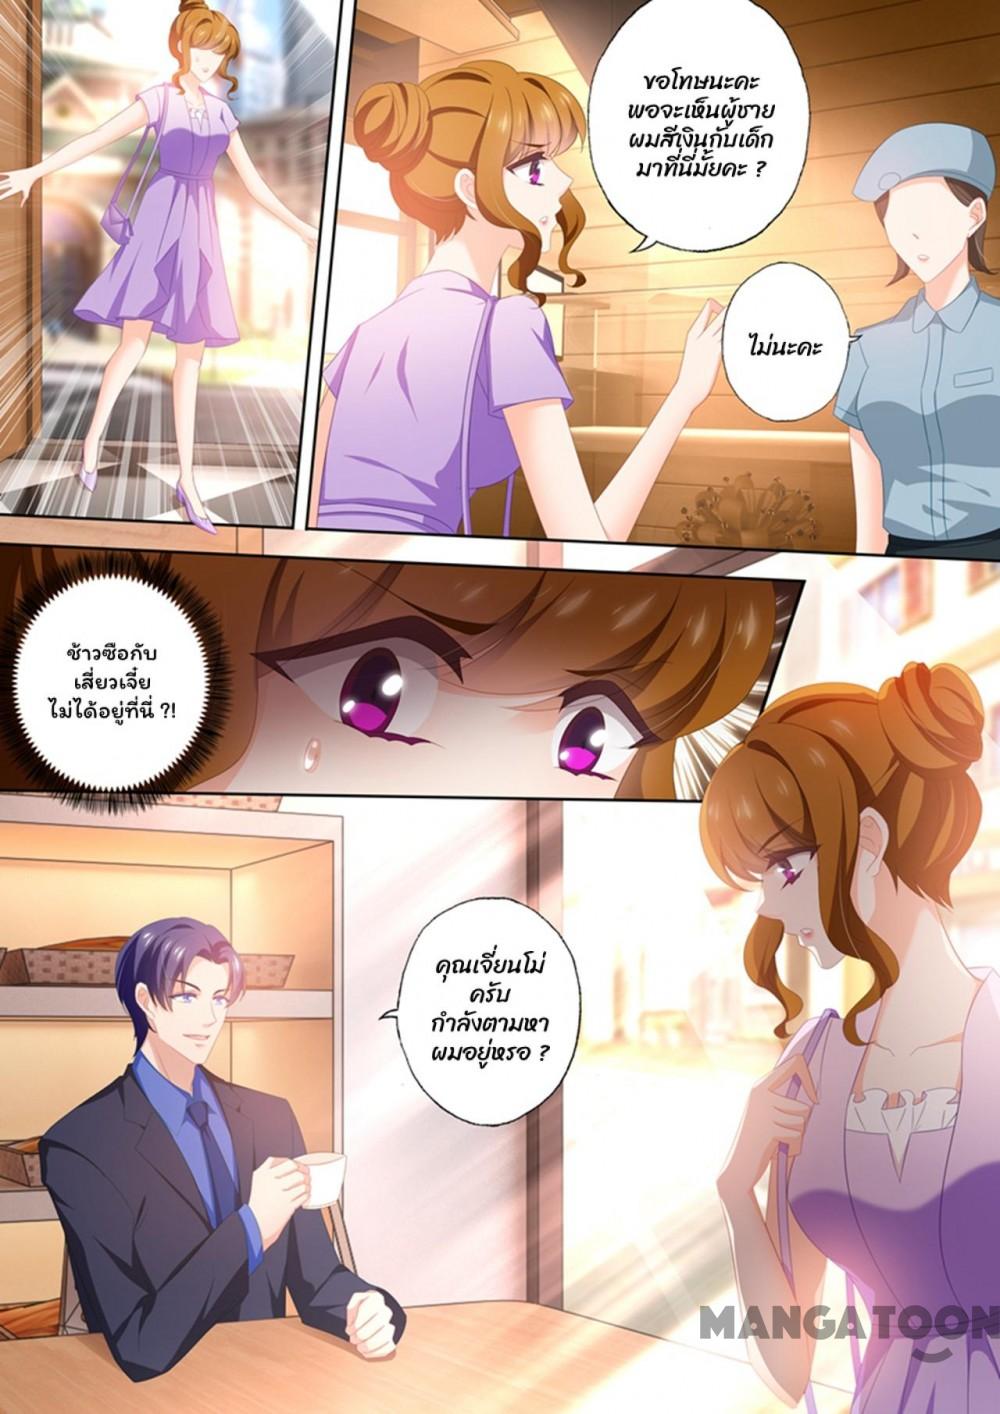 ขอโทษนะคะ
พอจะเห็นผู้ชาย
ผมสีเงินกับเด็ก
มาที่นี่มั้ยคะ ?
ไม่นะคะ
ช้าวซือกับ
เสี่ยวเจี๋ย
ไม่ได้อยู่ที่นี่ ?!
คุณเจี่ยนโม่
ครับ
กำลังตามหา
ผมอยู่หรอ ?
MANGATOON